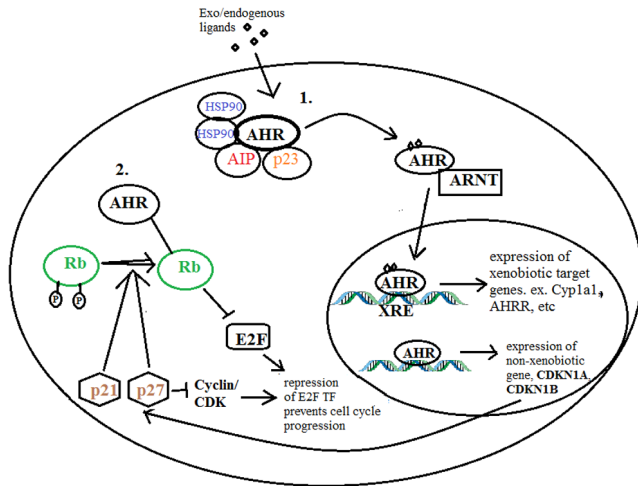 Exo/endogenous
ligands
1.
HSP90
HSP90
AHR
AIP
p23
AHR
ARNT
2.
AHR
Rb
Rb
P
P
E2F
p21
p27
Cyclin/
CDK
repression
of E2F TF
prevents cell cycle
progression
AHR
XRE
expression of
xenobiotic target
genes. ex. Cyp1a1,
AHRR, etc
AHR
expression of
non-xenobiotic
gene, CDKN1A,
CDKN1B